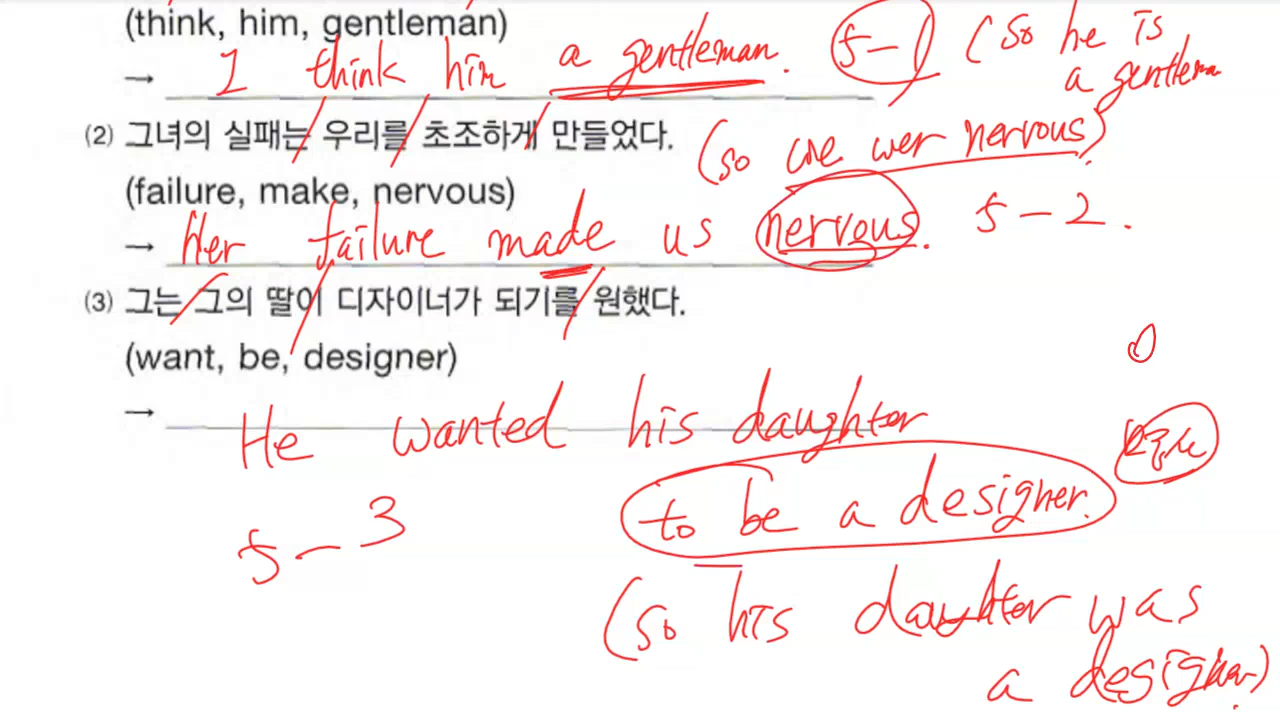 (think, him, gentleman)
→ I think him a gentleman. 5-1 (so he is
a gentlema
(2) 그녀의 실패는 우리를 초조하게 만들었다. (so we wer nervous)
(failure, make, nervous)
→ Her failure made us nervous. 5-2.
(3) 그는 그의 딸이 디자이너가 되기를 원했다.
(want, be, designer)
→ He wanted his daughter
to be a designer.
5-3
(so his daughter was
a designer)